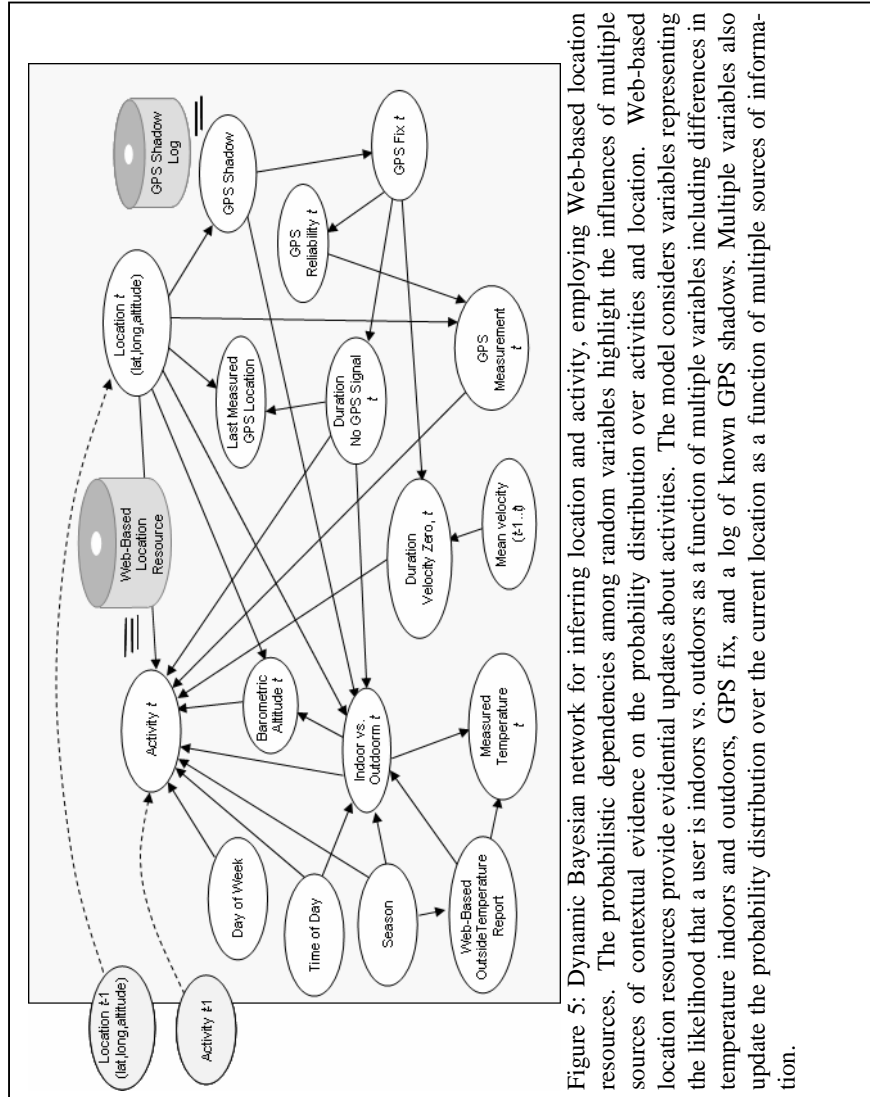 Location t-1
(lat,long,altitude)
Activity t-1
Location t
(lat,long,altitude)
GPS Shadow
Log
Web-Based
Location
Resource
GPS Shadow
Activity t
Last Measured
GPS Location
GPS
Reliability t
GPS Fix t
Day of Week
Barometric
Altitude t
Duration
No GPS Signal
t
Time of Day
Indoor vs.
Outdoorm t
Duration
Velocity Zero, t
GPS
Measurement
t
Season
Web-Based
OutsideTemperature
Report
Measured
Temperature
t
Mean velocity
(t-1..t)
Figure 5: Dynamic Bayesian network for inferring location and activity, employing Web-based location
resources. The probabilistic dependencies among random variables highlight the influences of multiple
sources of contextual evidence on the probability distribution over activities and location. Web-based
location resources provide evidential updates about activities. The model considers variables representing
the likelihood that a user is indoors vs. outdoors as a function of multiple variables including differences in
temperature indoors and outdoors, GPS fix, and a log of known GPS shadows. Multiple variables also
update the probability distribution over the current location as a function of multiple sources of informa-
tion.